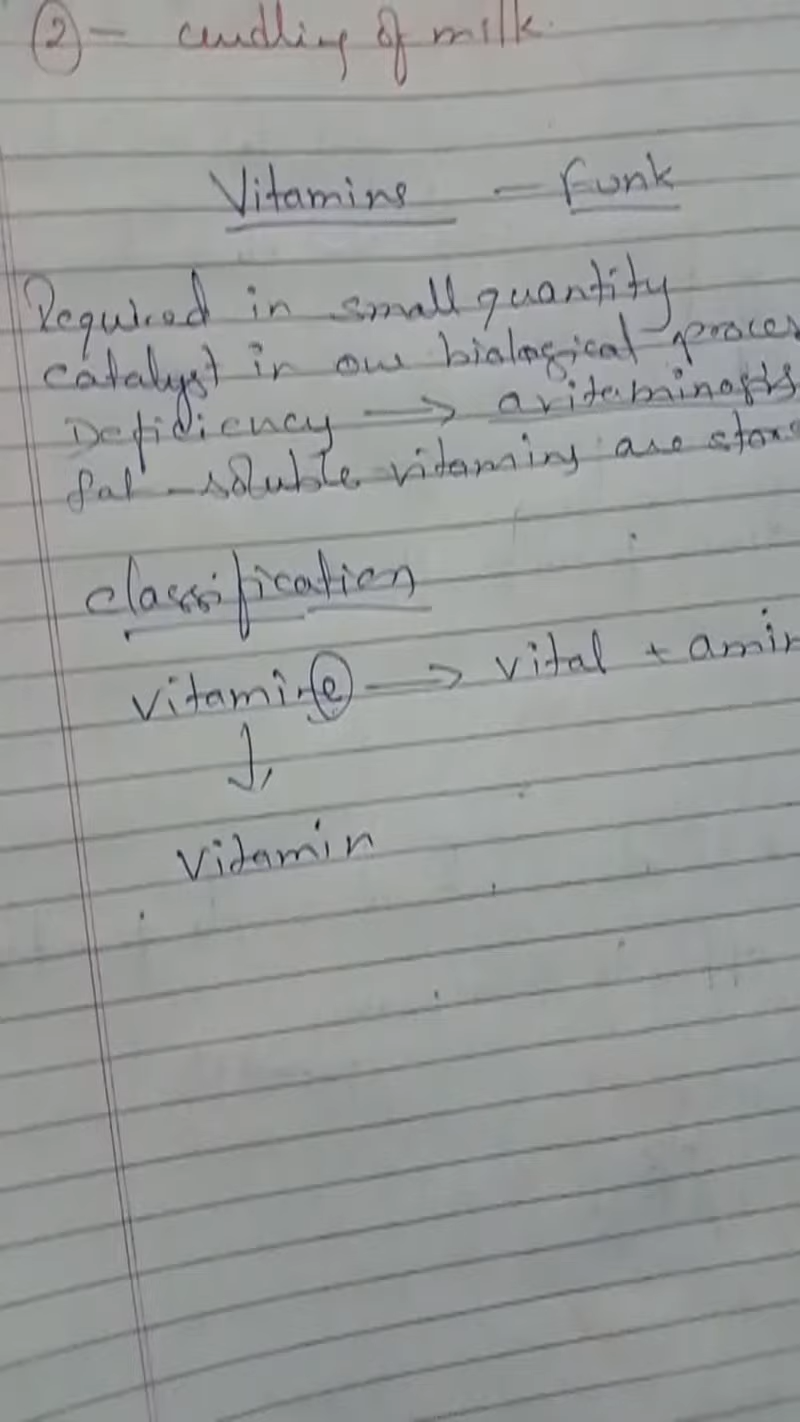 ② - curdling of milk.
Vitamins - Funk
Required in small quantity
catalyst in our biological proces
Deficiency → avitaminosis
fat - soluble vitamins are store
classification
vitamine → vital + amin
↓
Vitamin